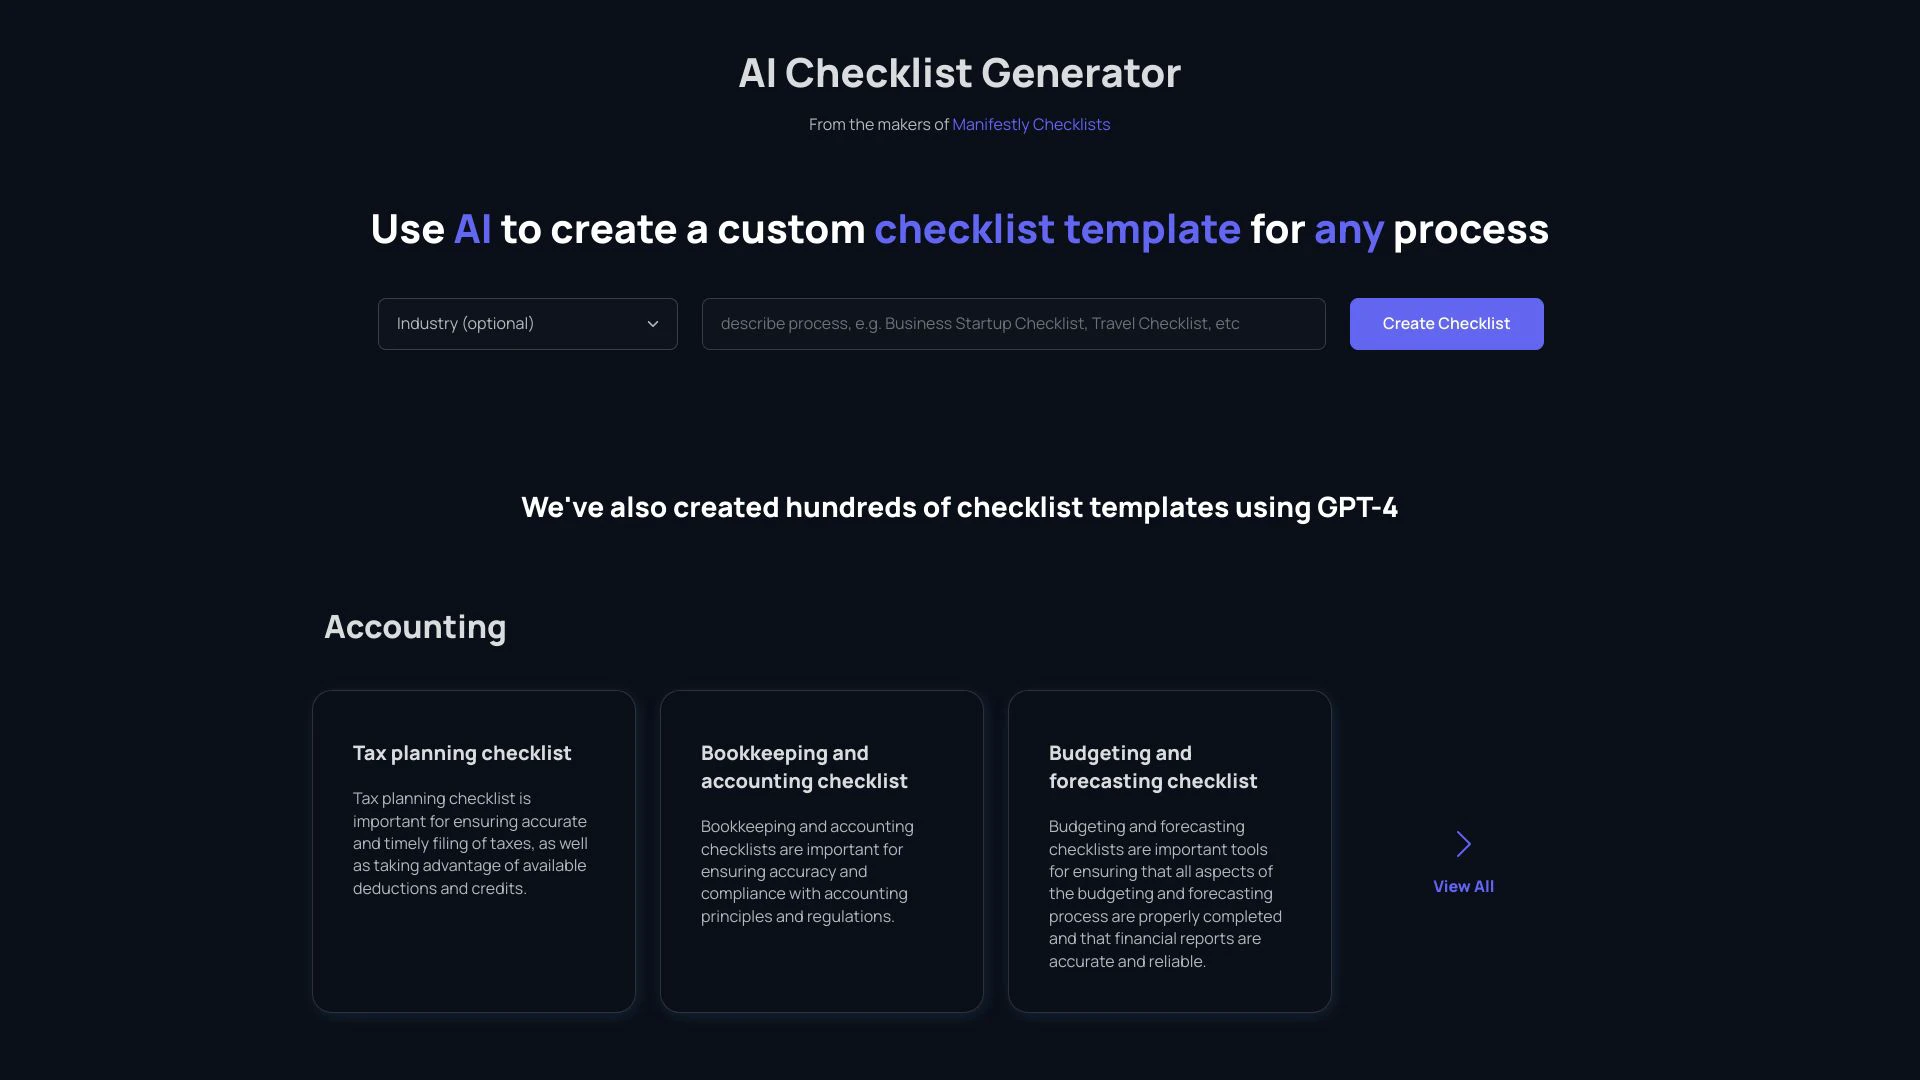 AI Checklist Generator
From the makers of Manifestly Checklists
Use AI to create a custom checklist template for any process
Industry (optional)
describe process, e.g. Business Startup Checklist, Travel Checklist, etc
Create Checklist
We've also created hundreds of checklist templates using GPT-4
Accounting
Tax planning checklist
Tax planning checklist is
important for ensuring accurate
and timely filing of taxes, as well
as taking advantage of available
deductions and credits.
Bookkeeping and
accounting checklist
Bookkeeping and accounting
checklists are important for
ensuring accuracy and
compliance with accounting
principles and regulations.
Budgeting and
forecasting checklist
Budgeting and forecasting
checklists are important tools
for ensuring that all aspects of
the budgeting and forecasting
process are properly completed
and that financial reports are
accurate and reliable.
View All